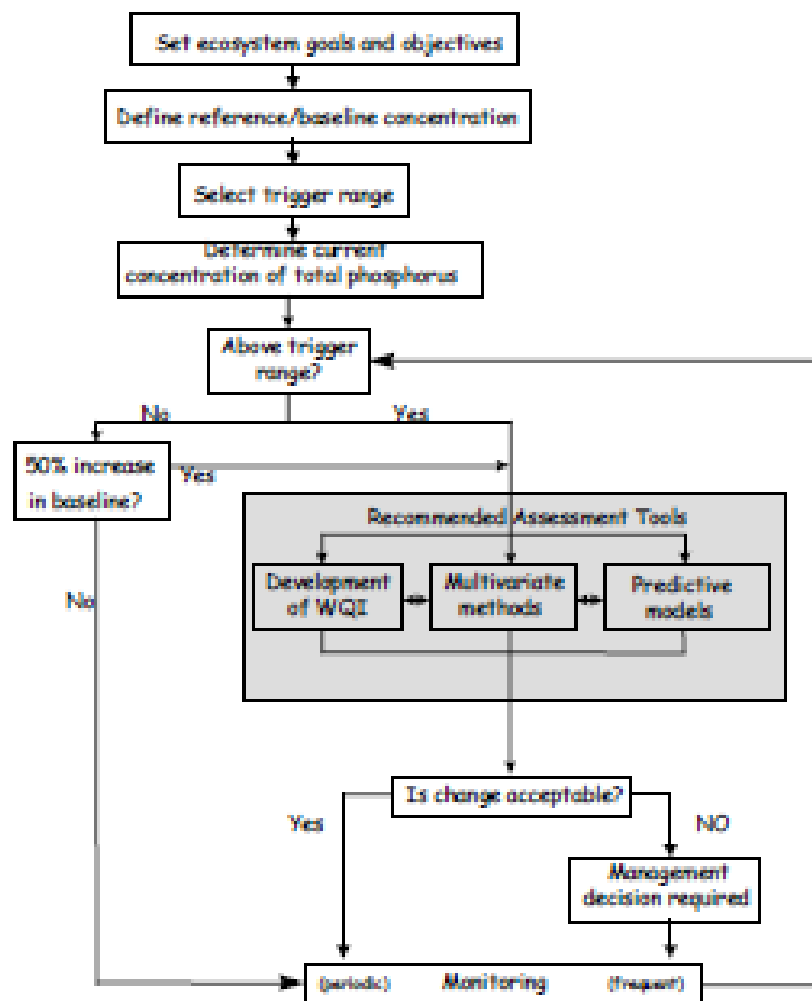 Set ecosystem goals and objectives
Define reference/baseline concentration
Select trigger range
Determine current
concentration of total phosphorus
Above trigger
range?
No
Yes
50% increase
in baseline?
Yes
Recommended Assessment Tools
Development
of WQI
Multivariate
methods
Predictive
models
No
Is change acceptable?
Yes
NO
Management
decision required
(periodic) Monitoring (frequent)